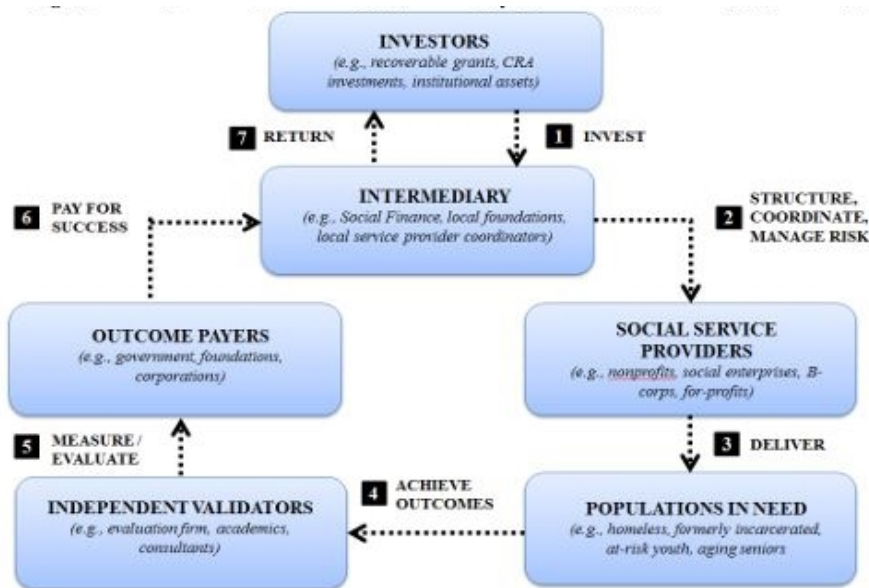 INVESTORS
(e.g., recoverable grants, CRA
investments, institutional assets)
7 RETURN
1 INVEST
INTERMEDIARY
(e.g., Social Finance, local foundations,
local service provider coordinators)
6 PAY FOR
SUCCESS
2 STRUCTURE,
COORDINATE,
MANAGE RISK
OUTCOME PAYERS
(e.g., government, foundations,
corporations)
SOCIAL SERVICE
PROVIDERS
(e.g., nonprofits, social enterprises, B-
corps, for-profits)
5 MEASURE /
EVALUATE
3 DELIVER
4 ACHIEVE
OUTCOMES
INDEPENDENT VALIDATORS
(e.g., evaluation firm, academics,
consultants)
POPULATIONS IN NEED
(e.g., homeless, formerly incarcerated,
at-risk youth, aging seniors